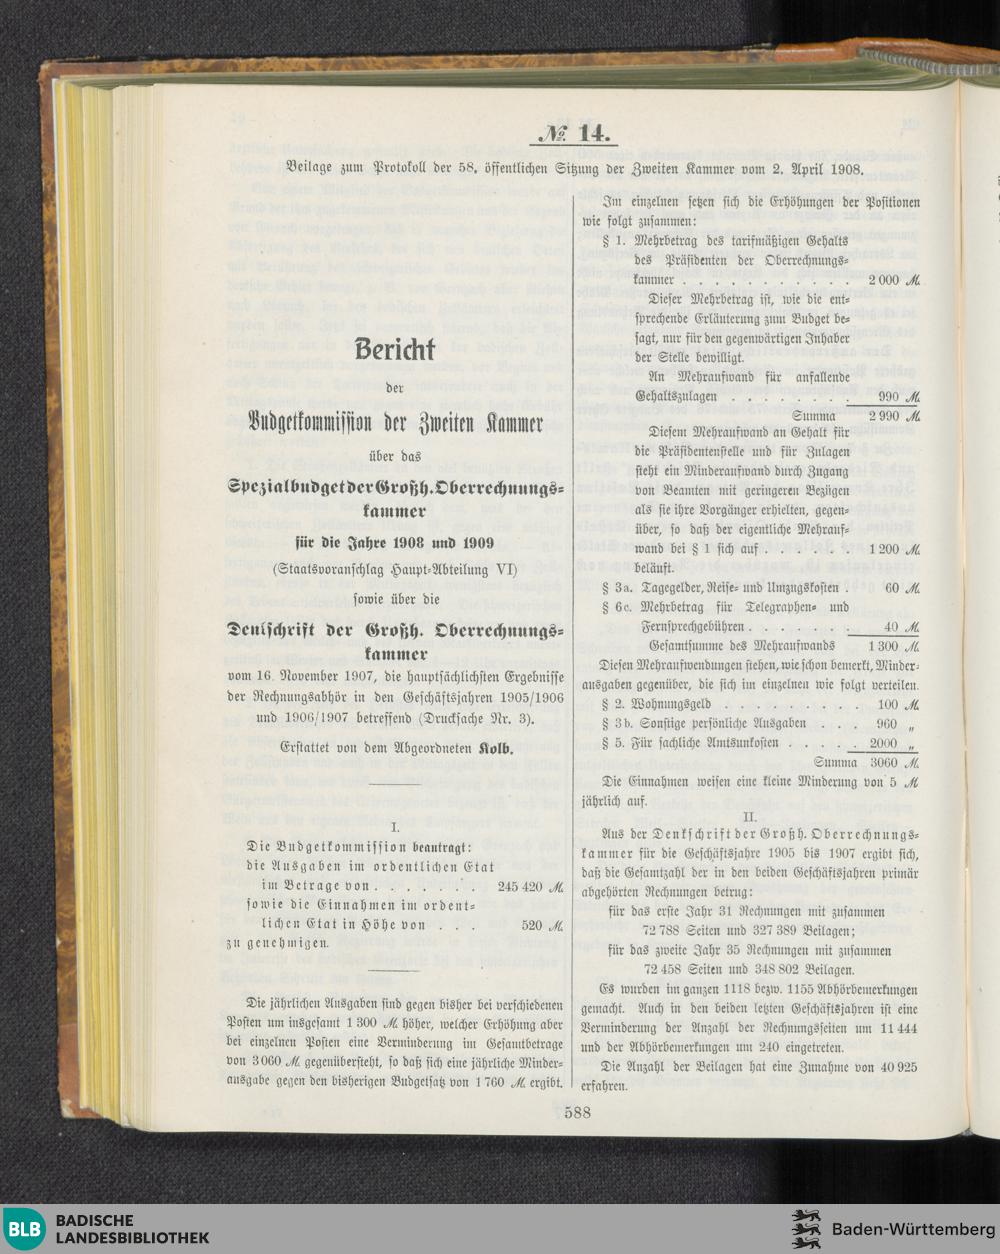 № 14.
Beilage zum Protokoll der 58. öffentlichen Sitzung der Zweiten Kammer vom 2. April 1908.
Bericht
der
Budgetkommission der Zweiten Kammer
über das
Spezialbudget der Großh. Oberrechnungs-
kammer
für die Jahre 1908 und 1909
(Staatsvoranschlag Haupt-Abteilung VI)
sowie über die
Denkschrift der Großh. Oberrechnungs-
kammer
vom 16. November 1907, die hauptsächlichsten Ergebnisse
der Rechnungsabhör in den Geschäftsjahren 1905/1906
und 1906/1907 betreffend (Drucksache Nr. 3).
Erstattet von dem Abgeordneten Kolb.
I.
Die Budgetkommission beantragt:
die Ausgaben im ordentlichen Etat
im Betrage von . . . . . . . 245 420 M.
sowie die Einnahmen im ordent-
lichen Etat in Höhe von . . . 520 M.
zu genehmigen.
Die jährlichen Ausgaben sind gegen bisher bei verschiedenen
Posten um insgesamt 1 300 M. höher, welcher Erhöhung aber
bei einzelnen Posten eine Verminderung im Gesamtbetrage
von 3 060 M. gegenübersteht, so daß sich eine jährliche Minder-
ausgabe gegen den bisherigen Budgetsatz von 1 760 M. ergibt.
Im einzelnen setzen sich die Erhöhungen der Positionen
wie folgt zusammen:
§ 1. Mehrbetrag des tarifmäßigen Gehalts
des Präsidenten der Oberrechnungs-
kammer . . . . . . . . . . . 2 000 M.
Dieser Mehrbetrag ist, wie die ent-
sprechende Erläuterung zum Budget be-
sagt, nur für den gegenwärtigen Inhaber
der Stelle bewilligt.
An Mehraufwand für anfallende
Gehaltszulagen . . . . . . . . 990 M.
Summa 2 990 M.
Diesem Mehraufwand an Gehalt für
die Präsidentenstelle und für Zulagen
steht ein Minderaufwand durch Zugang
von Beamten mit geringeren Bezügen
als sie ihre Vorgänger erhielten, gegen-
über, so daß der eigentliche Mehrauf-
wand bei § 1 sich auf . . . . . . 1 200 M.
beläuft.
§ 3a. Tagegelder, Reise- und Umzugskosten . 60 M.
§ 6c. Mehrbetrag für Telegraphen- und
Fernsprechgebühren . . . . . . . 40 M.
Gesamtsumme des Mehraufwands 1 300 M.
Diesen Mehraufwendungen stehen, wie schon bemerkt, Minder-
ausgaben gegenüber, die sich im einzelnen wie folgt verteilen.
§ 2. Wohnungsgeld . . . . . . . . . 100 M.
§ 3b. Sonstige persönliche Ausgaben . . . 960 „
§ 5. Für sachliche Amtsunkosten . . . . . 2000 „
Summa 3060 M.
Die Einnahmen weisen eine kleine Minderung von 5 M
jährlich auf.
II.
Aus der Denkschrift der Großh. Oberrechnungs-
kammer für die Geschäftsjahre 1905 bis 1907 ergibt sich,
daß die Gesamtzahl der in den beiden Geschäftsjahren primär
abgehörten Rechnungen betrug:
für das erste Jahr 31 Rechnungen mit zusammen
72 788 Seiten und 327 389 Beilagen;
für das zweite Jahr 35 Rechnungen mit zusammen
72 458 Seiten und 348 802 Beilagen.
Es wurden im ganzen 1118 bezw. 1155 Abhörbemerkungen
gemacht. Auch in den beiden letzten Geschäftsjahren ist eine
Verminderung der Anzahl der Rechnungsseiten um 11 444
und der Abhörbemerkungen um 240 eingetreten.
Die Anzahl der Beilagen hat eine Zunahme von 40 925
erfahren.
588
BLB BADISCHE
LANDESBIBLIOTHEK
Baden-Württemberg